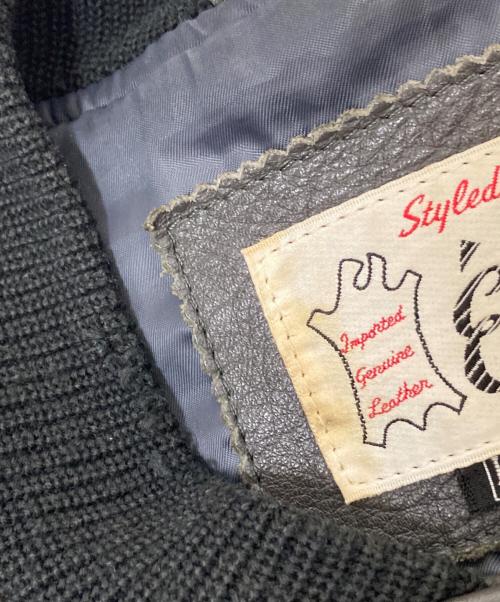 Styled
Imported
Genuine
Leather